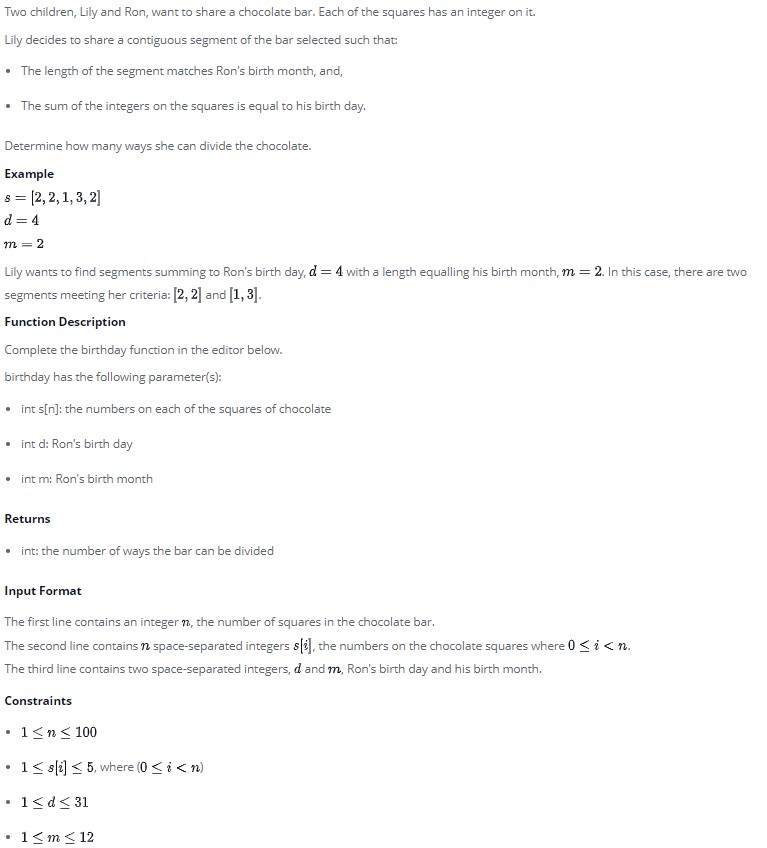 Two children, Lily and Ron, want to share a chocolate bar. Each of the squares has an integer on it.
Lily decides to share a contiguous segment of the bar selected such that:
• The length of the segment matches Ron's birth month, and,
• The sum of the integers on the squares is equal to his birth day.
Determine how many ways she can divide the chocolate.
Example
s = [2, 2, 1, 3, 2]
d = 4
m = 2
Lily wants to find segments summing to Ron's birth day, d = 4 with a length equalling his birth month, m = 2. In this case, there are two
segments meeting her criteria: [2, 2] and [1, 3].
Function Description
Complete the birthday function in the editor below.
birthday has the following parameter(s):
• int s[n]: the numbers on each of the squares of chocolate
• int d: Ron's birth day
• int m: Ron's birth month
Returns
• int: the number of ways the bar can be divided
Input Format
The first line contains an integer n, the number of squares in the chocolate bar.
The second line contains n space-separated integers s[i], the numbers on the chocolate squares where 0 ≤ i < n.
The third line contains two space-separated integers, d and m, Ron's birth day and his birth month.
Constraints
• 1 ≤ n ≤ 100
• 1 ≤ s[i] ≤ 5, where (0 ≤ i < n)
• 1 ≤ d ≤ 31
• 1 ≤ m ≤ 12